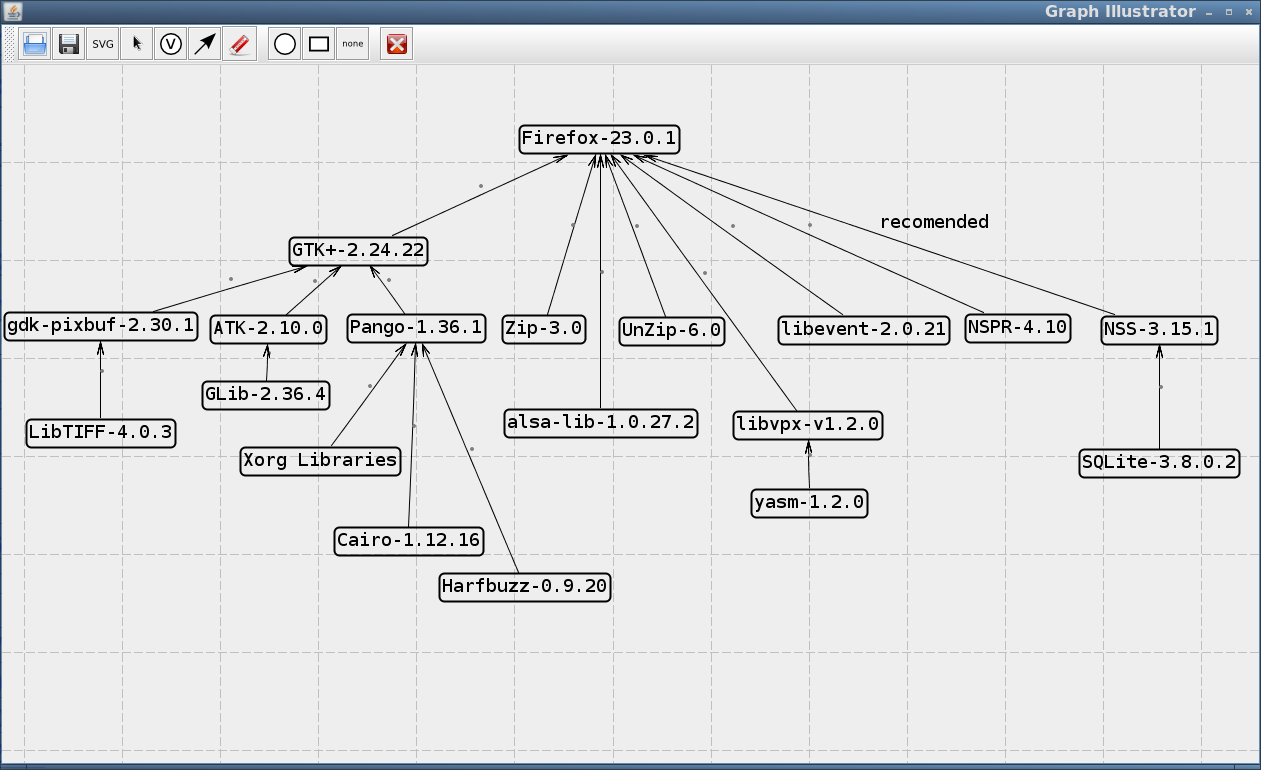 Graph Illustrator
SVG
V
none
Firefox-23.0.1
recomended
GTK+-2.24.22
gdk-pixbuf-2.30.1
ATK-2.10.0
Pango-1.36.1
Zip-3.0
UnZip-6.0
libevent-2.0.21
NSPR-4.10
NSS-3.15.1
GLib-2.36.4
alsa-lib-1.0.27.2
libvpx-v1.2.0
LibTIFF-4.0.3
Xorg Libraries
SQLite-3.8.0.2
yasm-1.2.0
Cairo-1.12.16
Harfbuzz-0.9.20